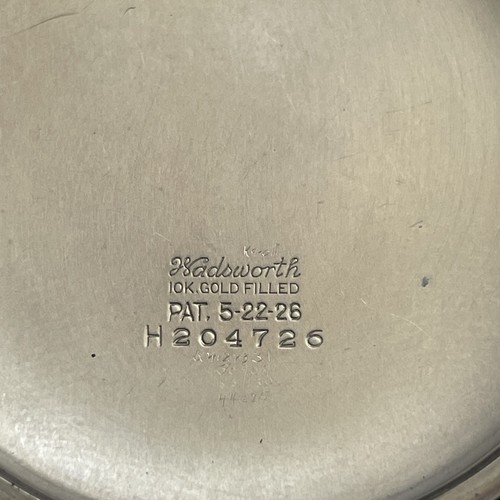 Wadsworth
10K. GOLD FILLED
PAT. 5-22-26
H204726